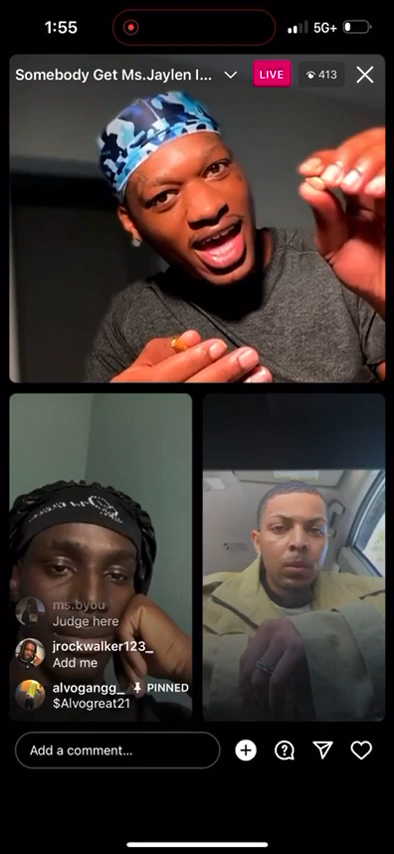 1:55
5G+
Somebody Get Ms.Jaylen I...
LIVE
413
ms.byou
Judge here
jrockwalker123_
Add me
alvogangg_ PINNED
$Alvogreat21
Add a comment...